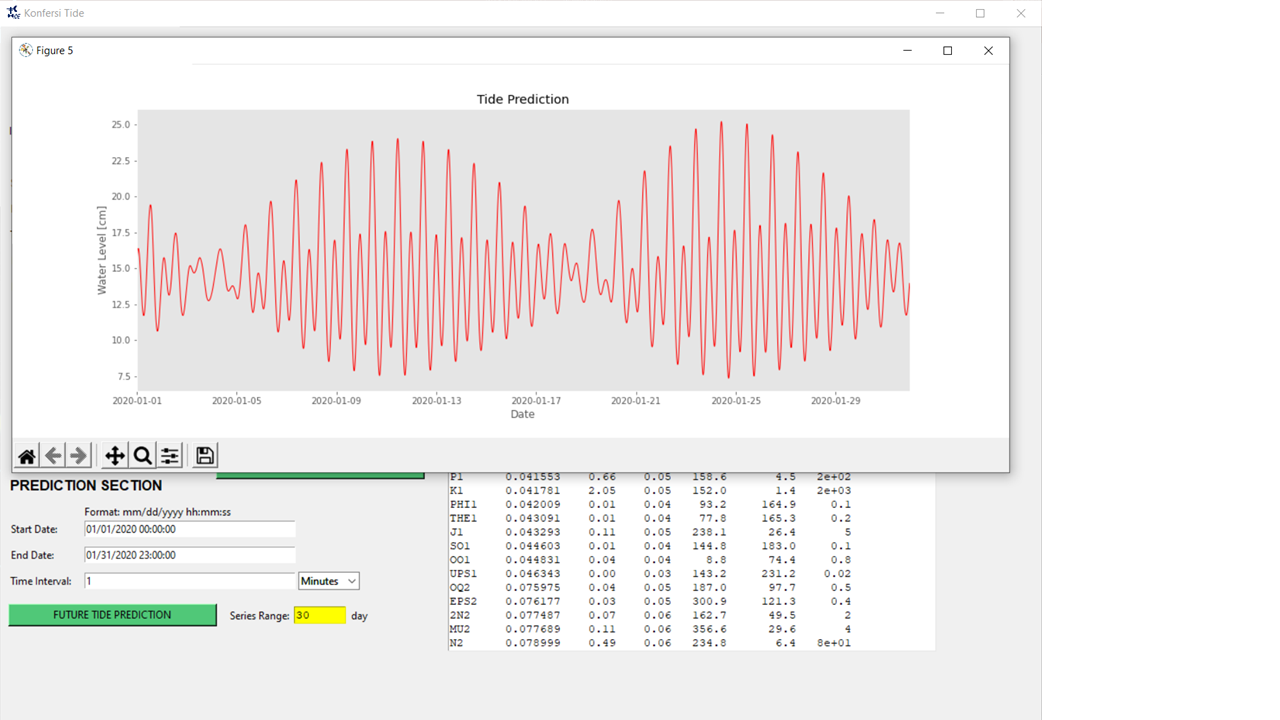 Konfersi Tide
Figure 5
Tide Prediction
25.0
22.5
20.0
17.5
15.0
12.5
10.0
7.5
Water Level [cm]
2020-01-01 2020-01-05 2020-01-09 2020-01-13 2020-01-17 2020-01-21 2020-01-25 2020-01-29
Date
PREDICTION SECTION
Format: mm/dd/yyyy hh:mm:ss
Start Date: 01/01/2020 00:00:00
End Date: 01/31/2020 23:00:00
Time Interval: 1 Minutes
FUTURE TIDE PREDICTION Series Range: 30 day
P1 0.041553 0.66 0.05 158.6 4.5 2e+02
K1 0.041781 2.05 0.05 152.0 1.4 2e+03
PHI1 0.042009 0.01 0.04 93.2 164.9 0.1
THE1 0.043091 0.01 0.04 77.8 165.3 0.2
J1 0.043293 0.11 0.05 238.1 26.4 5
SO1 0.044603 0.01 0.04 144.8 183.0 0.1
OO1 0.044831 0.04 0.04 8.8 74.4 0.8
UPS1 0.046343 0.00 0.03 143.2 231.2 0.02
OQ2 0.075975 0.04 0.05 187.0 97.7 0.5
EPS2 0.076177 0.03 0.05 300.9 121.3 0.4
2N2 0.077487 0.07 0.06 162.7 49.5 2
MU2 0.077689 0.11 0.06 356.6 29.6 4
N2 0.078999 0.49 0.06 234.8 6.4 8e+01